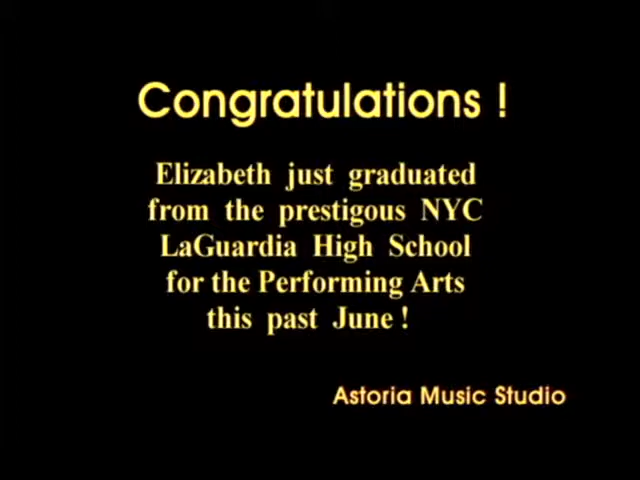 Congratulations !
Elizabeth just graduated
from the prestigous NYC
LaGuardia High School
for the Performing Arts
this past June !
Astoria Music Studio